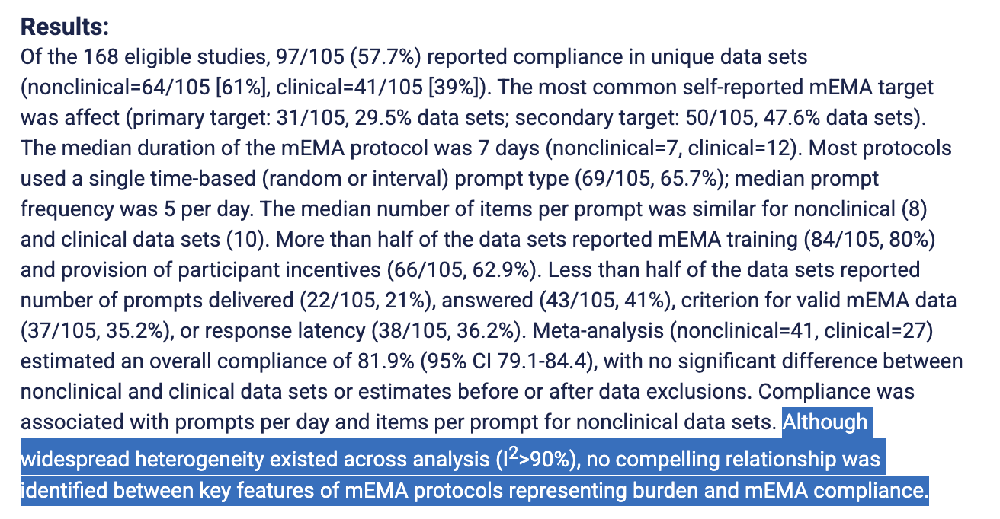 Results:
Of the 168 eligible studies, 97/105 (57.7%) reported compliance in unique data sets
(nonclinical=64/105 [61%], clinical=41/105 [39%]). The most common self-reported mEMA target
was affect (primary target: 31/105, 29.5% data sets; secondary target: 50/105, 47.6% data sets).
The median duration of the mEMA protocol was 7 days (nonclinical=7, clinical=12). Most protocols
used a single time-based (random or interval) prompt type (69/105, 65.7%); median prompt
frequency was 5 per day. The median number of items per prompt was similar for nonclinical (8)
and clinical data sets (10). More than half of the data sets reported mEMA training (84/105, 80%)
and provision of participant incentives (66/105, 62.9%). Less than half of the data sets reported
number of prompts delivered (22/105, 21%), answered (43/105, 41%), criterion for valid mEMA data
(37/105, 35.2%), or response latency (38/105, 36.2%). Meta-analysis (nonclinical=41, clinical=27)
estimated an overall compliance of 81.9% (95% CI 79.1-84.4), with no significant difference between
nonclinical and clinical data sets or estimates before or after data exclusions. Compliance was
associated with prompts per day and items per prompt for nonclinical data sets. Although
widespread heterogeneity existed across analysis (I²>90%), no compelling relationship was
identified between key features of mEMA protocols representing burden and mEMA compliance.